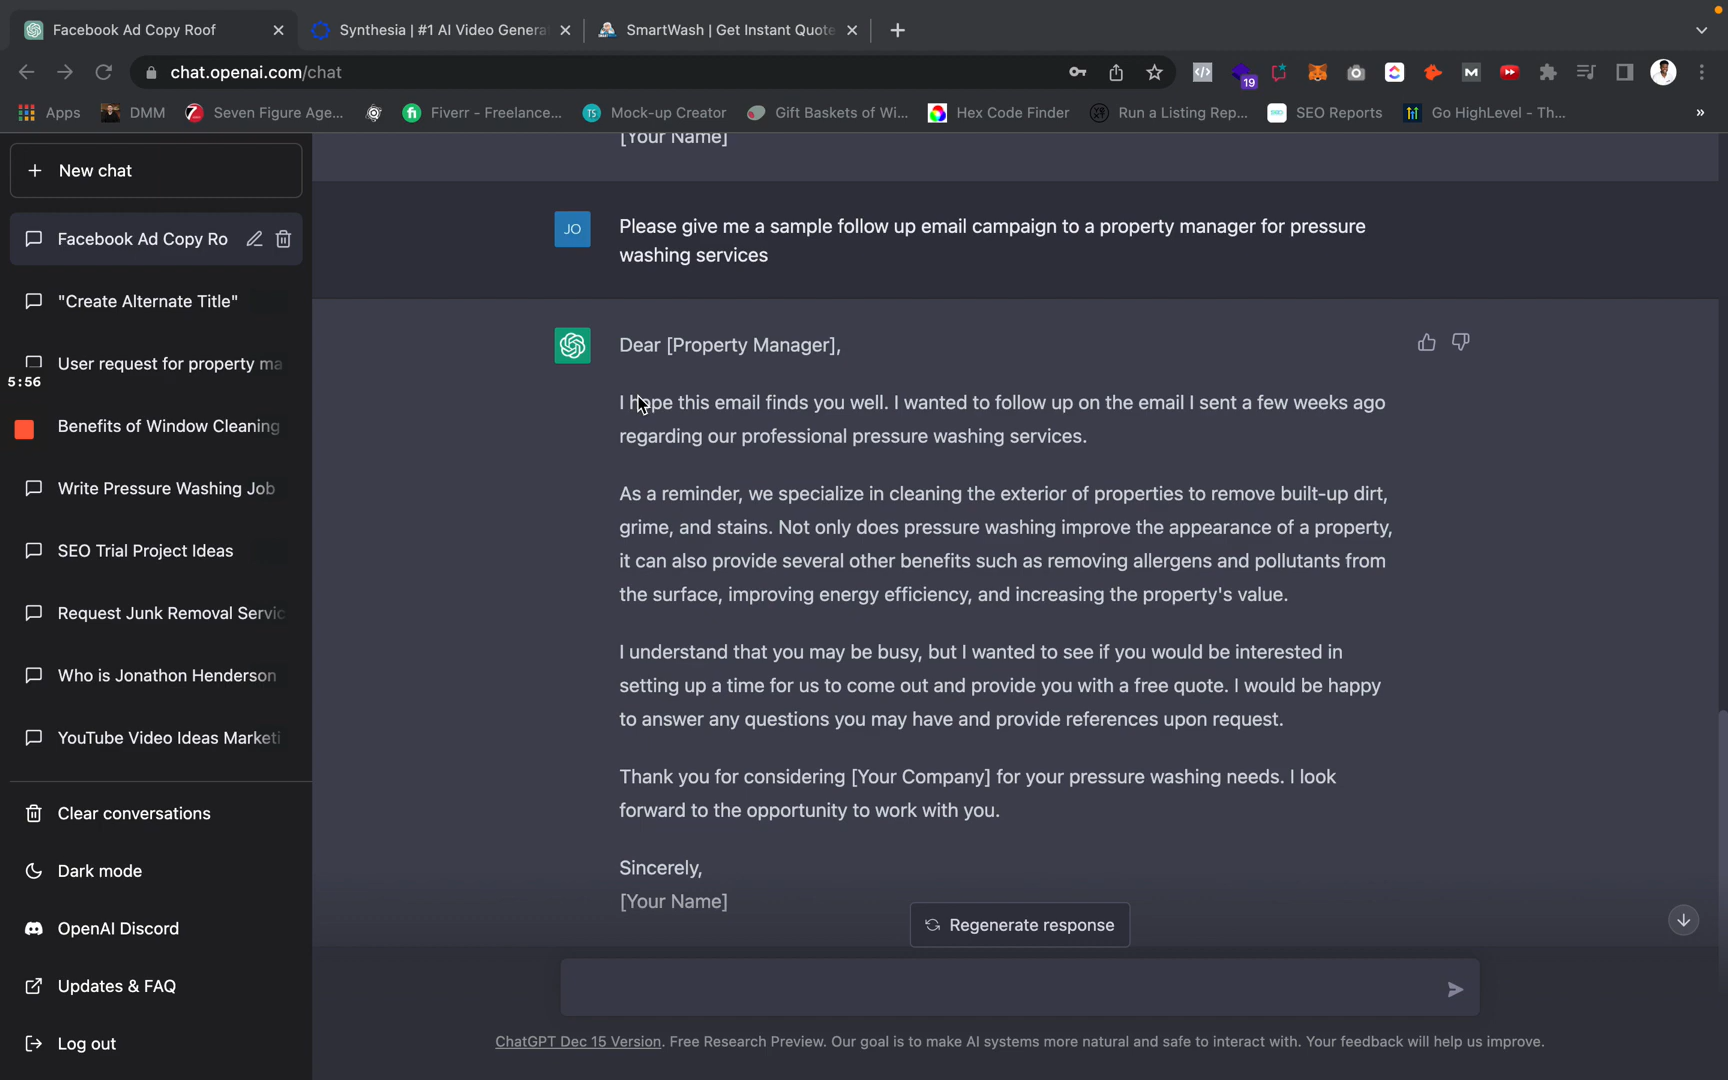 Facebook Ad Copy Roof
Synthesia | #1 AI Video Genera
SmartWash | Get Instant Quote
chat.openai.com/chat
19
Apps
DMM
Seven Figure Age...
Fiverr - Freelance...
TS
Mock-up Creator
Gift Baskets of Wi...
Hex Code Finder
Run a Listing Rep...
SEO Reports
Go HighLevel - Th...
»
New chat
Facebook Ad Copy Ro
"Create Alternate Title"
User request for property ma
5:56
Benefits of Window Cleaning
Write Pressure Washing Job
SEO Trial Project Ideas
Request Junk Removal Servic
Who is Jonathon Henderson
YouTube Video Ideas Marketi
Clear conversations
Dark mode
OpenAI Discord
Updates & FAQ
Log out
[Your Name]
JO
Please give me a sample follow up email campaign to a property manager for pressure
washing services
Dear [Property Manager],
I hope this email finds you well. I wanted to follow up on the email I sent a few weeks ago
regarding our professional pressure washing services.
As a reminder, we specialize in cleaning the exterior of properties to remove built-up dirt,
grime, and stains. Not only does pressure washing improve the appearance of a property,
it can also provide several other benefits such as removing allergens and pollutants from
the surface, improving energy efficiency, and increasing the property's value.
I understand that you may be busy, but I wanted to see if you would be interested in
setting up a time for us to come out and provide you with a free quote. I would be happy
to answer any questions you may have and provide references upon request.
Thank you for considering [Your Company] for your pressure washing needs. I look
forward to the opportunity to work with you.
Sincerely,
[Your Name]
Regenerate response
ChatGPT Dec 15 Version. Free Research Preview. Our goal is to make AI systems more natural and safe to interact with. Your feedback will help us improve.